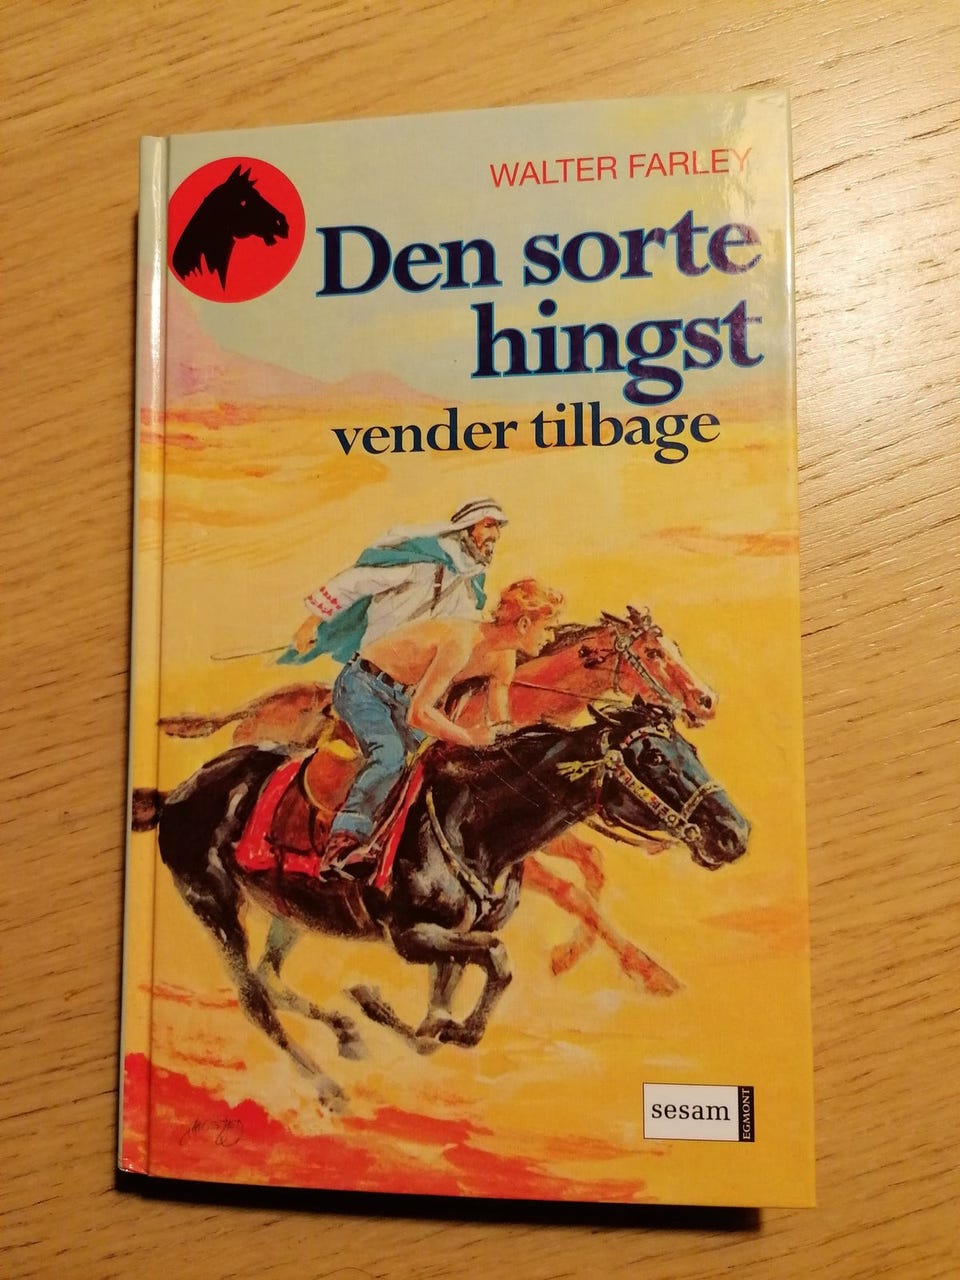 WALTER FARLEY
Den sorte
hingst
vender tilbage
sesam
EGMONT